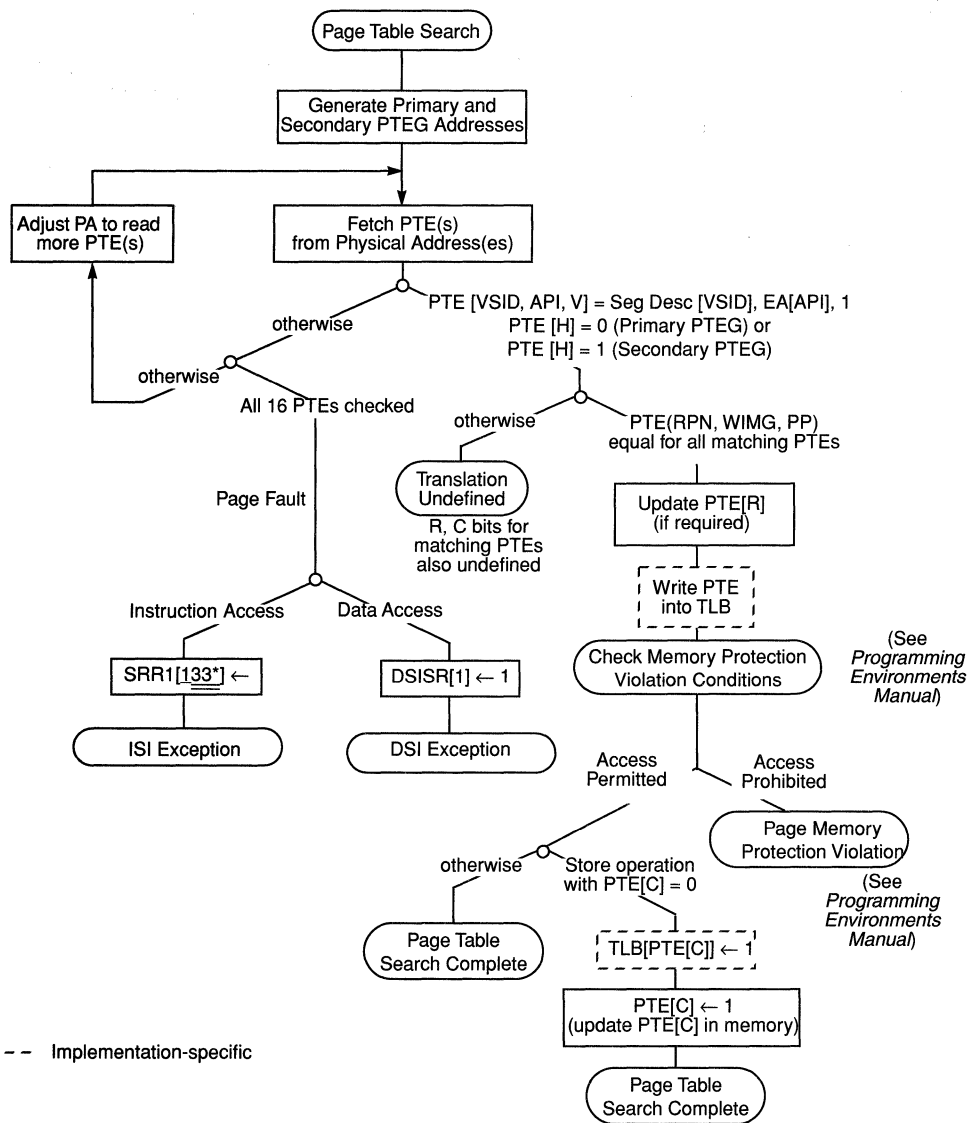 Page Table Search
Generate Primary and
Secondary PTEG Addresses
Adjust PA to read
more PTE(s)
Fetch PTE(s)
from Physical Address(es)
PTE [VSID, API, V] = Seg Desc [VSID], EA[API], 1
PTE [H] = 0 (Primary PTEG) or
PTE [H] = 1 (Secondary PTEG)
otherwise
otherwise
All 16 PTEs checked
otherwise
PTE(RPN, WIMG, PP)
equal for all matching PTEs
Translation
Undefined
R, C bits for
matching PTEs
also undefined
Page Fault
Update PTE[R]
(if required)
Write PTE
into TLB
Instruction Access
Data Access
SRR1[133*] ←
DSISR[1] ← 1
ISI Exception
DSI Exception
Check Memory Protection
Violation Conditions
(See
Programming
Environments
Manual)
Access
Permitted
Access
Prohibited
Page Memory
Protection Violation
(See
Programming
Environments
Manual)
otherwise
Store operation
with PTE[C] = 0
Page Table
Search Complete
TLB[PTE[C]] ← 1
PTE[C] ← 1
(update PTE[C] in memory)
Page Table
Search Complete
-- Implementation-specific